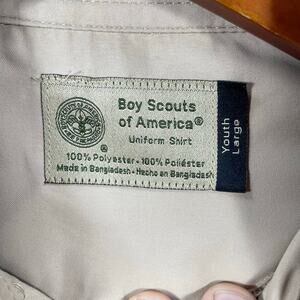 Boy Scouts
of America®
Uniform Shirt
100% Polyester • 100% Poliéster
Made in Bangladesh • Hecho en Bangladesh
®
Youth
Large